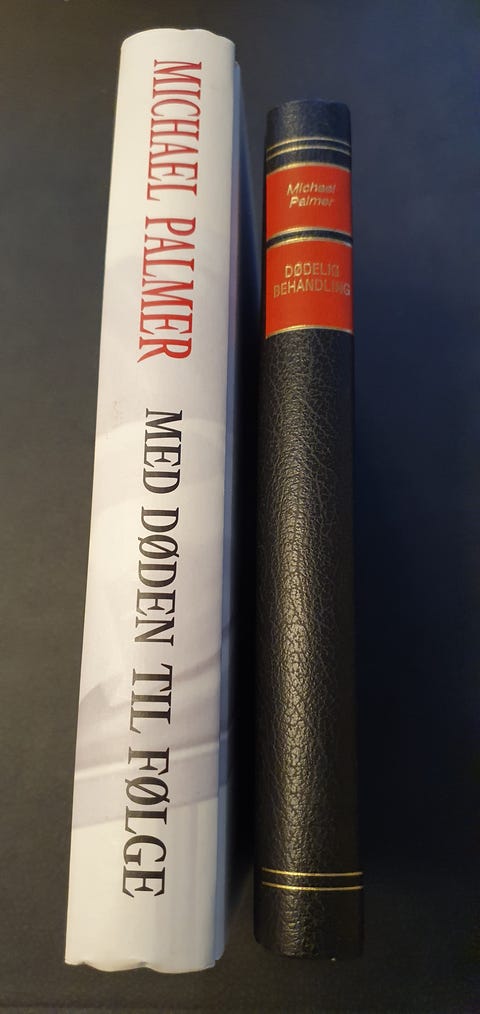 MICHAEL PALMER
MED DØDEN TIL FØLGE
Michael
Palmer
DØDELIG
BEHANDLING